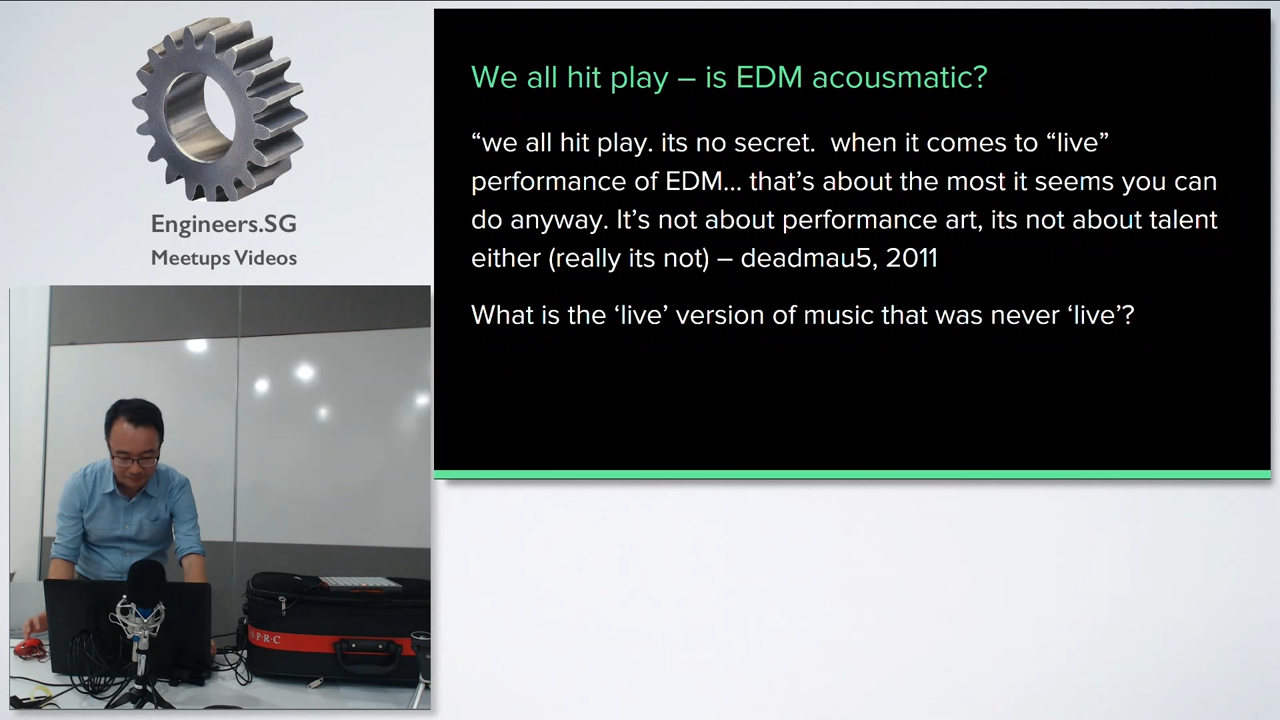 Engineers.SG
Meetups Videos
We all hit play – is EDM acousmatic?
“we all hit play. its no secret.  when it comes to “live”
performance of EDM... that’s about the most it seems you can
do anyway. It’s not about performance art, its not about talent
either (really its not) – deadmau5, 2011
What is the ‘live’ version of music that was never ‘live’?
P·R·C